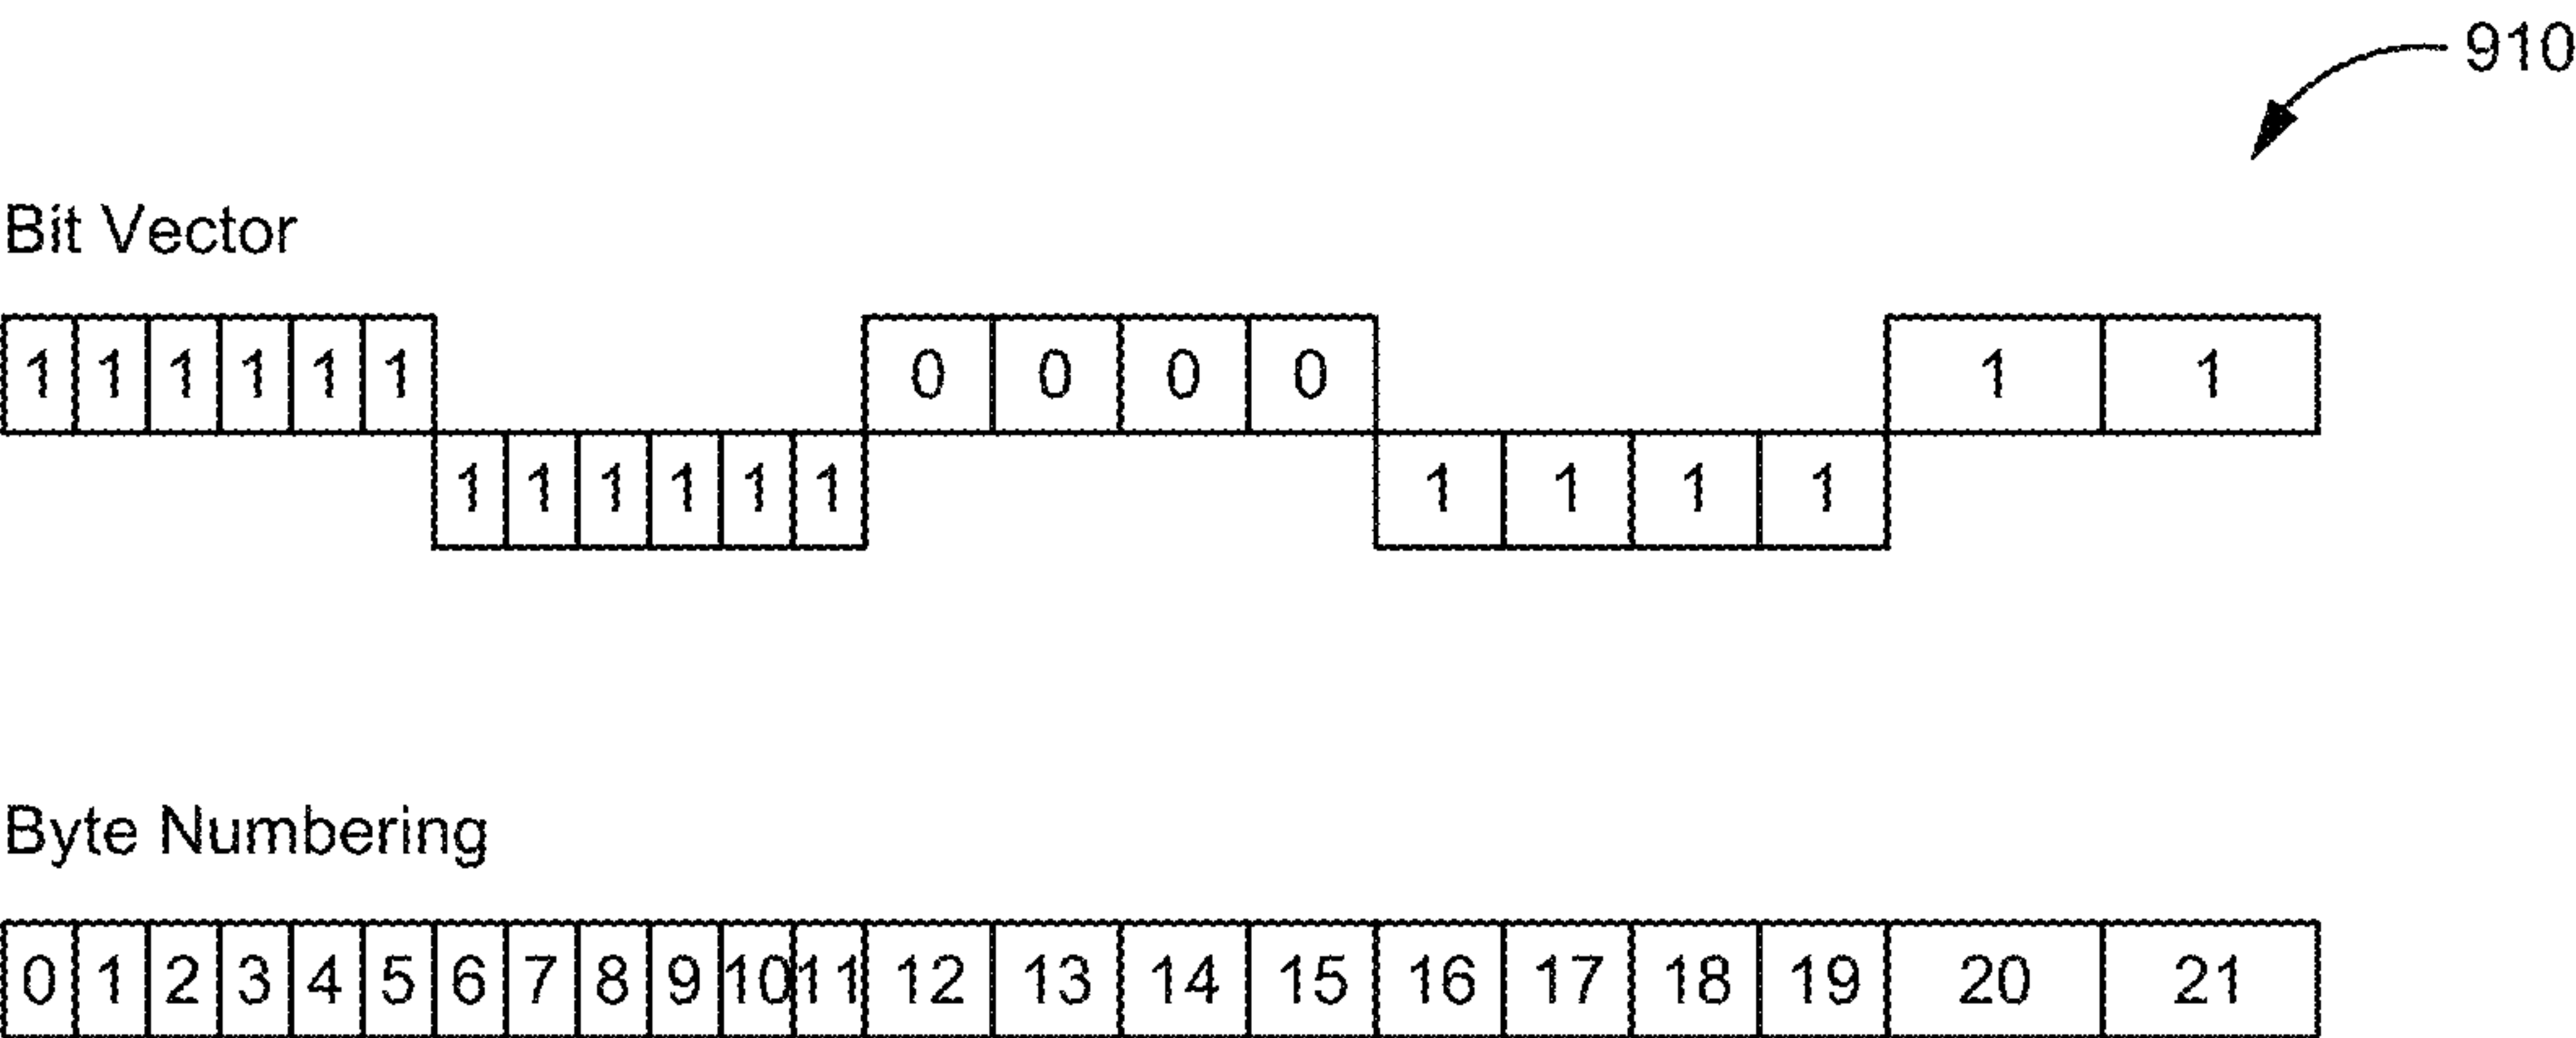 910
Bit Vector
1 1 1 1 1 1 0 0 0 0 1 1
1 1 1 1 1 1 1 1 1 1
Byte Numbering
0 1 2 3 4 5 6 7 8 9 10 11 12 13 14 15 16 17 18 19 20 21